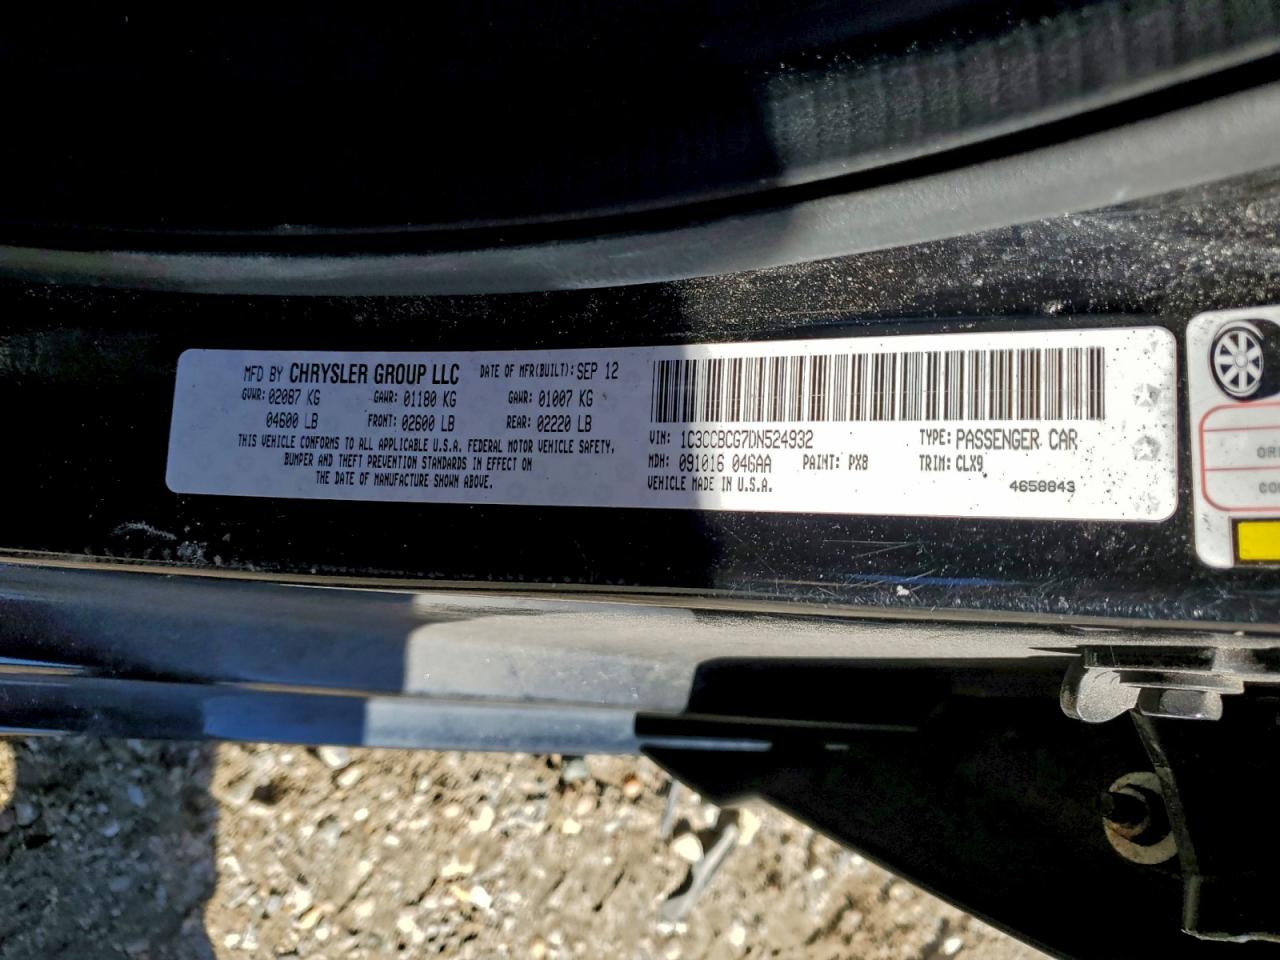 MFD BY CHRYSLER GROUP LLC DATE OF MFR(BUILT): SEP 12
GVWR: 02087 KG GAWR: 01180 KG GAWR: 01007 KG
04600 LB FRONT: 02600 LB REAR: 02220 LB
THIS VEHICLE CONFORMS TO ALL APPLICABLE U.S.A. FEDERAL MOTOR VEHICLE SAFETY,
BUMPER AND THEFT PREVENTION STANDARDS IN EFFECT ON
THE DATE OF MANUFACTURE SHOWN ABOVE.
VIN: 1C3CCBCG7DN524932 TYPE: PASSENGER CAR
MDH: 091016 046AA PAINT: PX8 TRIM: CLX9
VEHICLE MADE IN U.S.A. 4658843